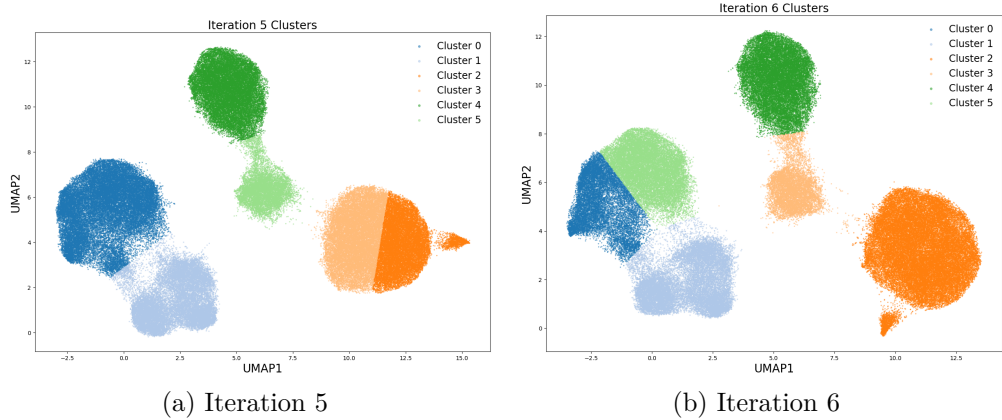 Iteration 5 Clusters
Cluster 0
Cluster 1
Cluster 2
Cluster 3
Cluster 4
Cluster 5
UMAP2
12
10
8
6
4
2
0
−2.5 0.0 2.5 5.0 7.5 10.0 12.5 15.0
UMAP1
(a) Iteration 5
Iteration 6 Clusters
Cluster 0
Cluster 1
Cluster 2
Cluster 3
Cluster 4
Cluster 5
UMAP2
12
10
8
6
4
2
0
−2.5 0.0 2.5 5.0 7.5 10.0 12.5
UMAP1
(b) Iteration 6